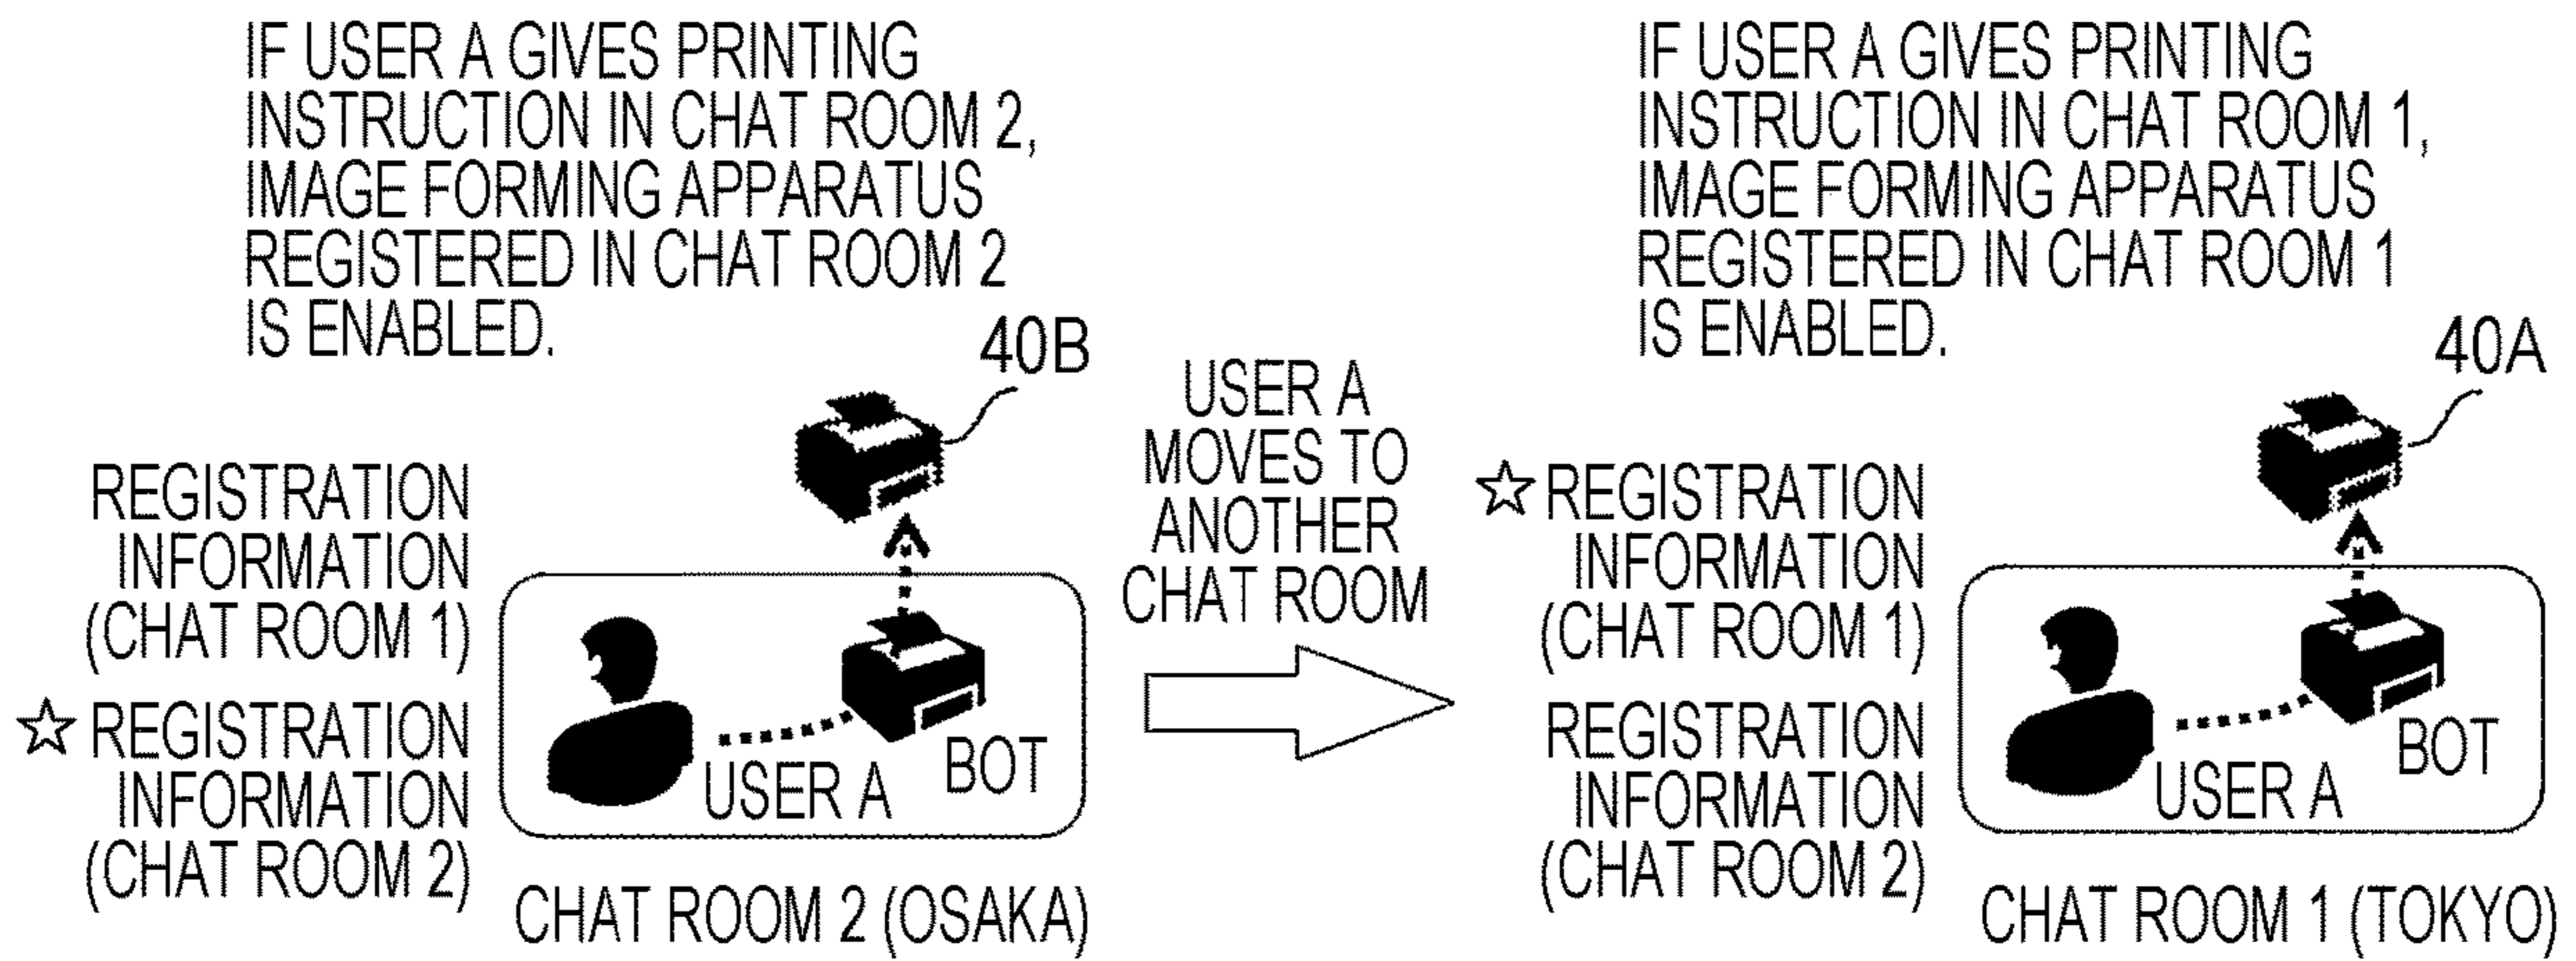 IF USER A GIVES PRINTING
INSTRUCTION IN CHAT ROOM 2,
IMAGE FORMING APPARATUS
REGISTERED IN CHAT ROOM 2
IS ENABLED.
40B
REGISTRATION
INFORMATION
(CHAT ROOM 1)
☆ REGISTRATION
INFORMATION
(CHAT ROOM 2)
USER A
BOT
CHAT ROOM 2 (OSAKA)
USER A
MOVES TO
ANOTHER
CHAT ROOM
IF USER A GIVES PRINTING
INSTRUCTION IN CHAT ROOM 1,
IMAGE FORMING APPARATUS
REGISTERED IN CHAT ROOM 1
IS ENABLED.
40A
☆ REGISTRATION
INFORMATION
(CHAT ROOM 1)
REGISTRATION
INFORMATION
(CHAT ROOM 2)
USER A
BOT
CHAT ROOM 1 (TOKYO)